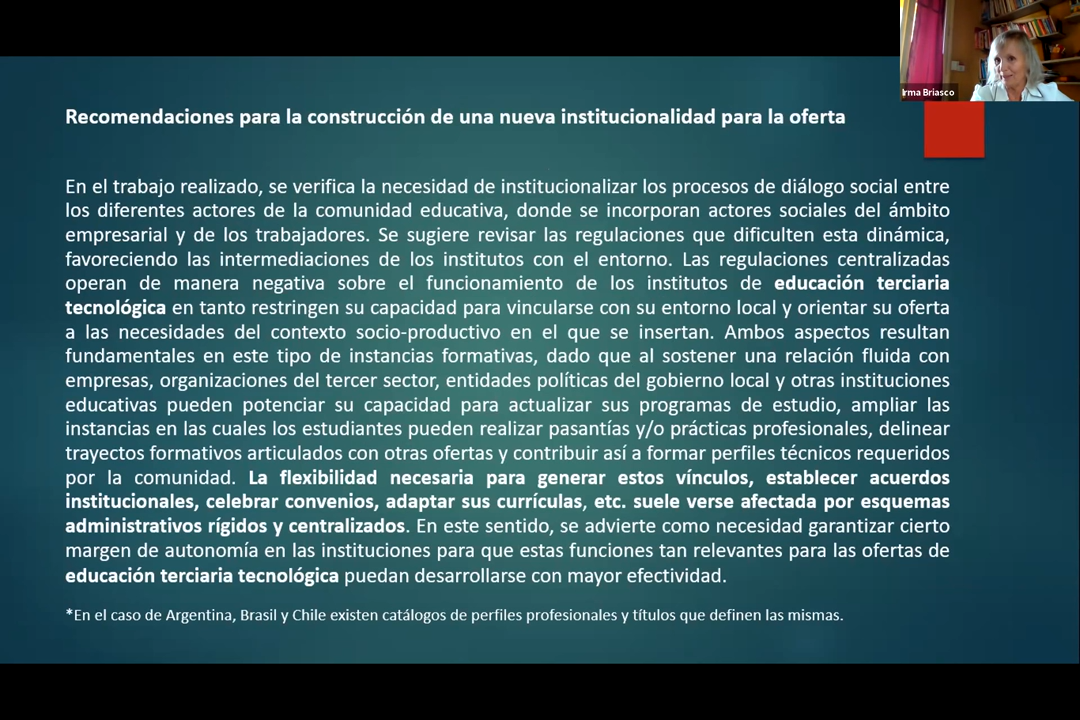 Irma Briasco
Recomendaciones para la construcción de una nueva institucionalidad para la oferta
En el trabajo realizado, se verifica la necesidad de institucionalizar los procesos de diálogo social entre
los diferentes actores de la comunidad educativa, donde se incorporan actores sociales del ámbito
empresarial y de los trabajadores. Se sugiere revisar las regulaciones que dificulten esta dinámica,
favoreciendo las intermediaciones de los institutos con el entorno. Las regulaciones centralizadas
operan de manera negativa sobre el funcionamiento de los institutos de educación terciaria
tecnológica en tanto restringen su capacidad para vincularse con su entorno local y orientar su oferta
a las necesidades del contexto socio-productivo en el que se insertan. Ambos aspectos resultan
fundamentales en este tipo de instancias formativas, dado que al sostener una relación fluida con
empresas, organizaciones del tercer sector, entidades políticas del gobierno local y otras instituciones
educativas pueden potenciar su capacidad para actualizar sus programas de estudio, ampliar las
instancias en las cuales los estudiantes pueden realizar pasantías y/o prácticas profesionales, delinear
trayectos formativos articulados con otras ofertas y contribuir así a formar perfiles técnicos requeridos
por la comunidad. La flexibilidad necesaria para generar estos vínculos, establecer acuerdos
institucionales, celebrar convenios, adaptar sus currículas, etc. suele verse afectada por esquemas
administrativos rígidos y centralizados. En este sentido, se advierte como necesidad garantizar cierto
margen de autonomía en las instituciones para que estas funciones tan relevantes para las ofertas de
educación terciaria tecnológica puedan desarrollarse con mayor efectividad.
*En el caso de Argentina, Brasil y Chile existen catálogos de perfiles profesionales y títulos que definen las mismas.